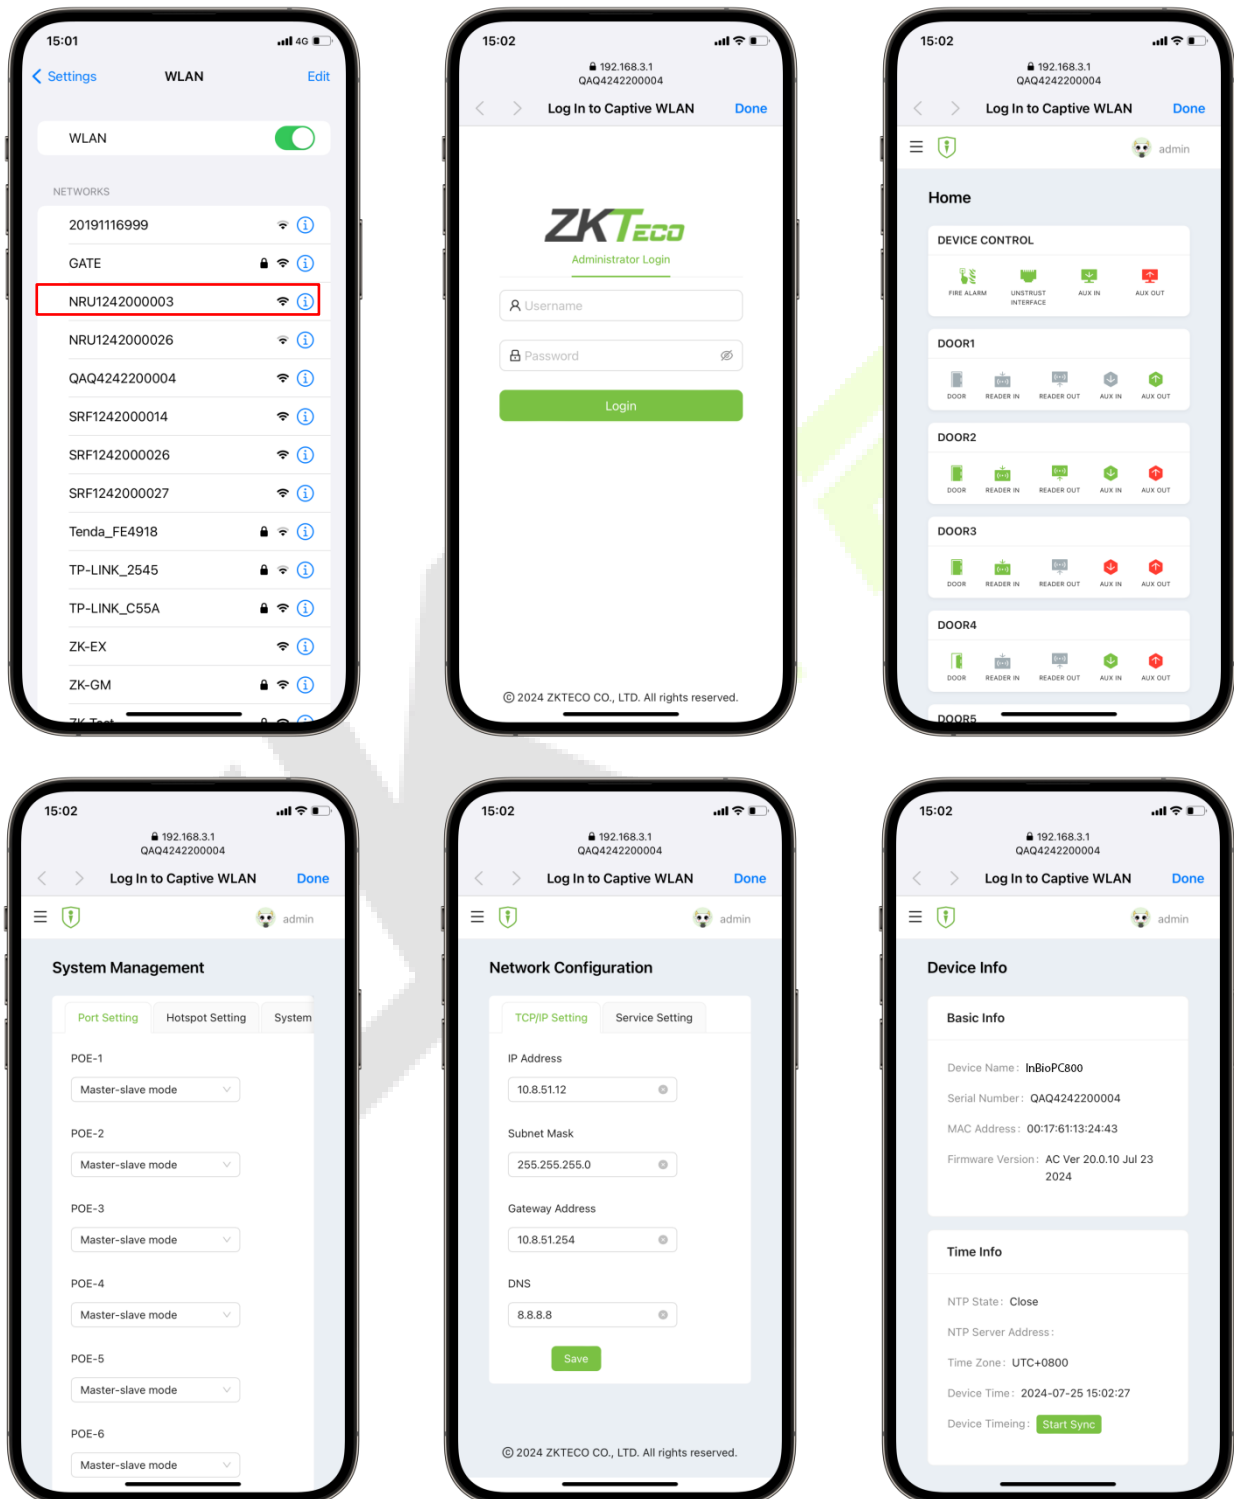 15:01
4G
Settings
WLAN
Edit
WLAN
NETWORKS
20191116999
GATE
NRU1242000003
NRU1242000026
QAQ4242200004
SRF1242000014
SRF1242000026
SRF1242000027
Tenda_FE4918
TP-LINK_2545
TP-LINK_C55A
ZK-EX
ZK-GM
ZK-Test
15:02
192.168.3.1
QAQ4242200004
Log In to Captive WLAN
Done
ZKTECO
Administrator Login
Username
Password
Login
© 2024 ZKTECO CO., LTD. All rights reserved.
15:02
192.168.3.1
QAQ4242200004
Log In to Captive WLAN
Done
admin
Home
DEVICE CONTROL
FIRE ALARM
UNSTRUST
INTERFACE
AUX IN
AUX OUT
DOOR1
DOOR READER IN READER OUT AUX IN AUX OUT
DOOR2
DOOR READER IN READER OUT AUX IN AUX OUT
DOOR3
DOOR READER IN READER OUT AUX IN AUX OUT
DOOR4
DOOR READER IN READER OUT AUX IN AUX OUT
DOOR5
15:02
192.168.3.1
QAQ4242200004
Log In to Captive WLAN
Done
admin
System Management
Port Setting Hotspot Setting System
POE-1
Master-slave mode
POE-2
Master-slave mode
POE-3
Master-slave mode
POE-4
Master-slave mode
POE-5
Master-slave mode
POE-6
Master-slave mode
15:02
192.168.3.1
QAQ4242200004
Log In to Captive WLAN
Done
admin
Network Configuration
TCP/IP Setting Service Setting
IP Address
10.8.51.12
Subnet Mask
255.255.255.0
Gateway Address
10.8.51.254
DNS
8.8.8.8
Save
© 2024 ZKTECO CO., LTD. All rights reserved.
15:02
192.168.3.1
QAQ4242200004
Log In to Captive WLAN
Done
admin
Device Info
Basic Info
Device Name: InBioPC800
Serial Number: QAQ4242200004
MAC Address: 00:17:61:13:24:43
Firmware Version: AC Ver 20.0.10 Jul 23
2024
Time Info
NTP State: Close
NTP Server Address:
Time Zone: UTC+0800
Device Time: 2024-07-25 15:02:27
Device Timeing: Start Sync